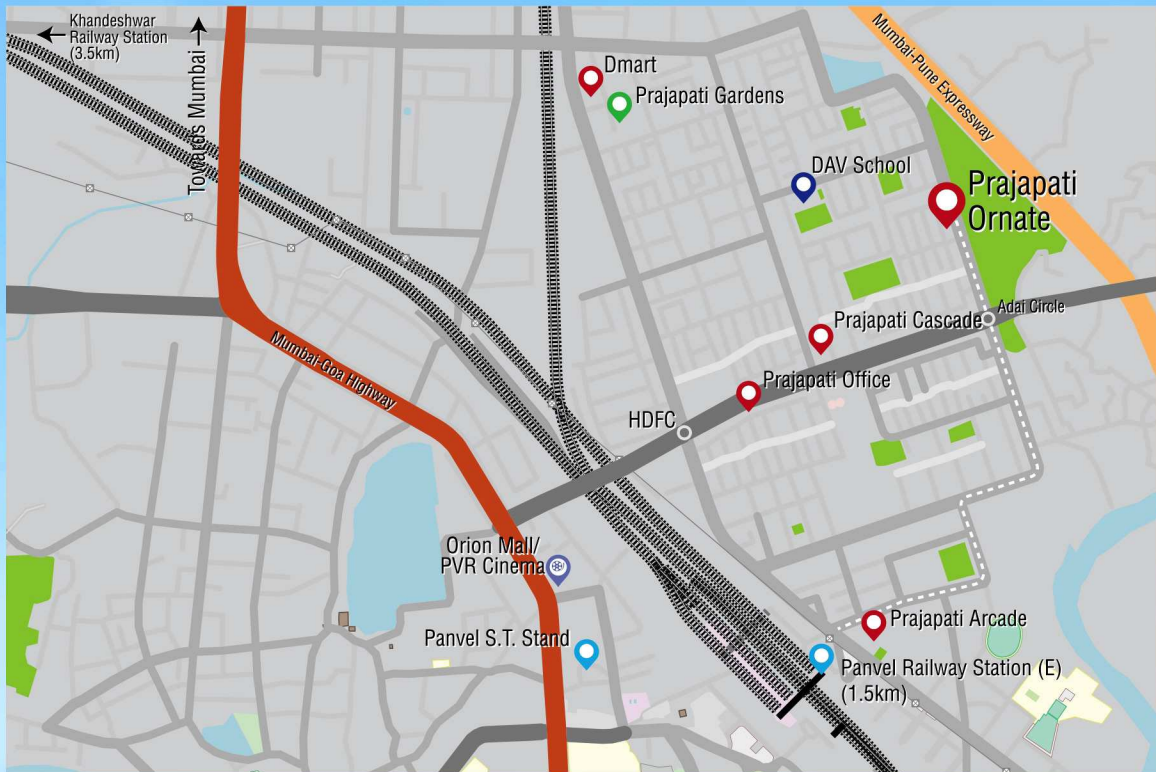 Khandeshwar
Railway Station
(3.5km)
Towards Mumbai
Mumbai-Pune Expressway
Dmart
Prajapati Gardens
DAV School
Prajapati
Ornate
Adai Circle
Prajapati Cascade
Mumbai-Goa Highway
Prajapati Office
HDFC
Orion Mall/
PVR Cinema
Prajapati Arcade
Panvel S.T. Stand
Panvel Railway Station (E)
(1.5km)